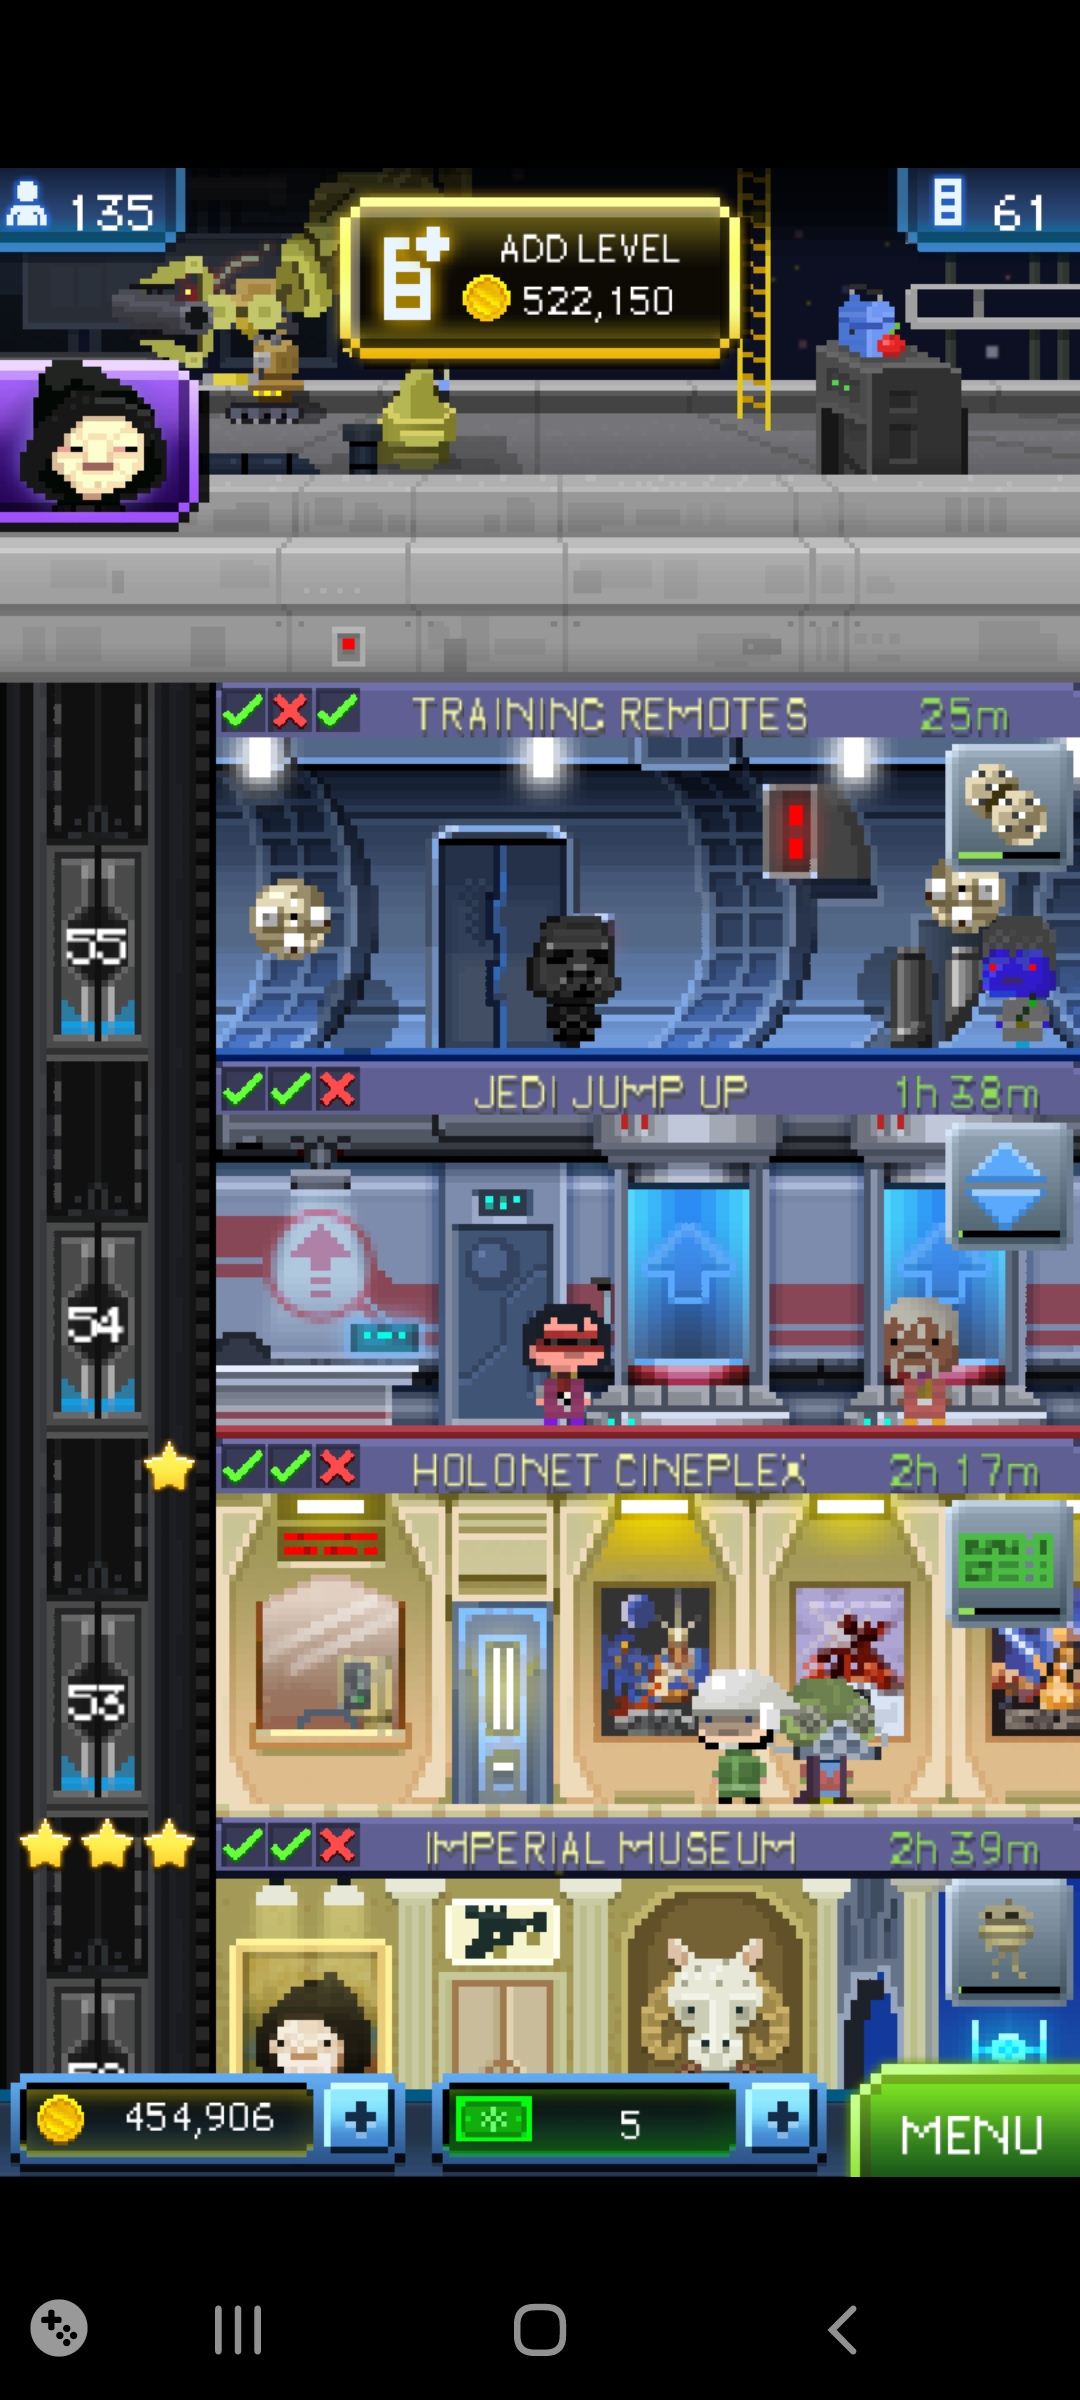 135
ADD LEVEL
522,150
61
TRAINING REMOTES 25m
55
JEDI JUMP UP 1h 38m
54
HOLONET CINEPLEX 2h 17m
53
IMPERIAL MUSEUM 2h 39m
454,906
5
MENU